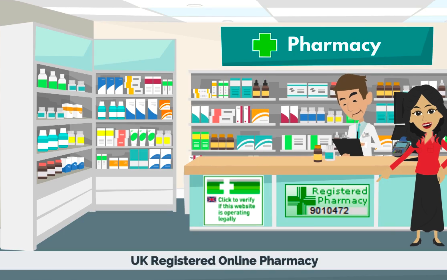 Pharmacy
Click to verify
if this website
is operating
legally
Registered
Pharmacy
9010472
UK Registered Online Pharmacy